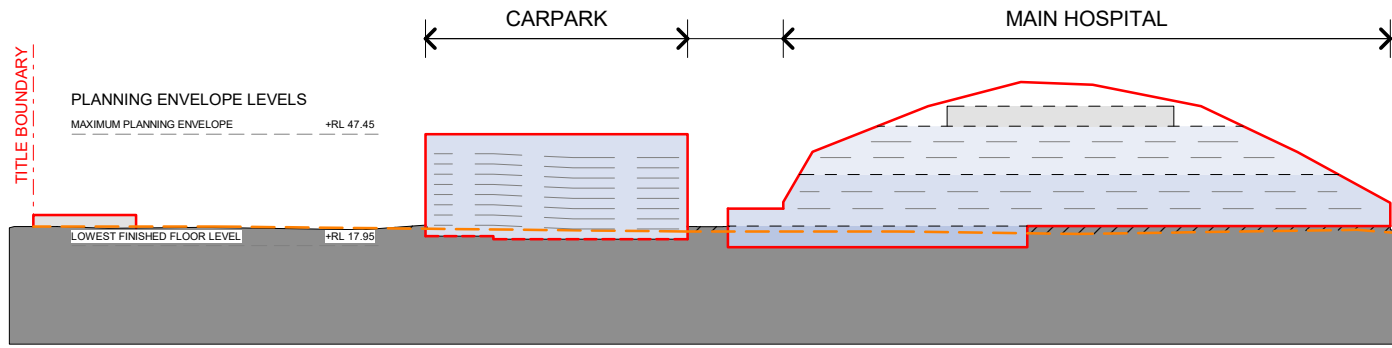 CARPARK
MAIN HOSPITAL
TITLE BOUNDARY
PLANNING ENVELOPE LEVELS
MAXIMUM PLANNING ENVELOPE +RL 47.45
LOWEST FINISHED FLOOR LEVEL +RL 17.95